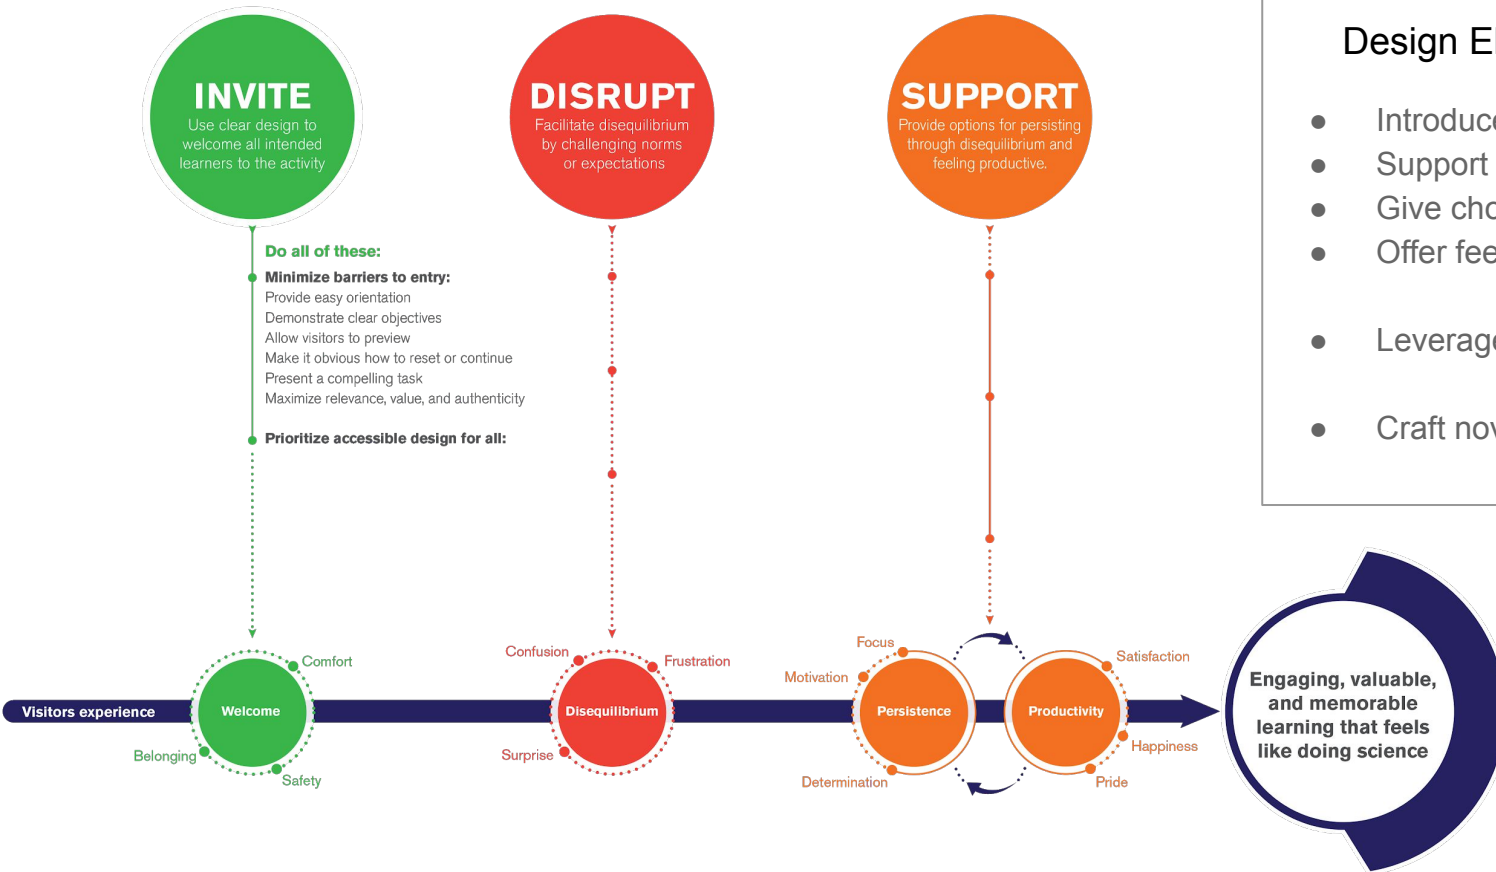 INVITE
Use clear design to
welcome all intended
learners to the activity
DISRUPT
Facilitate disequilibrium
by challenging norms
or expectations
SUPPORT
Provide options for persisting
through disequilibrium and
feeling productive.
Design El
Introduce
Support
Give cho
Offer fee
Leverage
Craft nov
Do all of these:
Minimize barriers to entry:
Provide easy orientation
Demonstrate clear objectives
Allow visitors to preview
Make it obvious how to reset or continue
Present a compelling task
Maximize relevance, value, and authenticity
Prioritize accessible design for all:
Visitors experience
Welcome
Comfort
Belonging
Safety
Disequilibrium
Confusion
Frustration
Surprise
Persistence
Focus
Motivation
Determination
Productivity
Satisfaction
Happiness
Pride
Engaging, valuable,
and memorable
learning that feels
like doing science